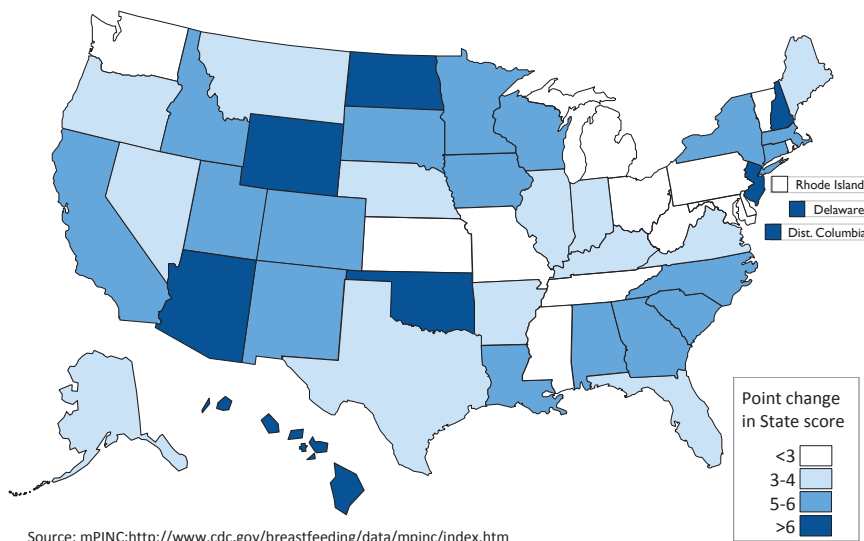 Rhode Island
Delaware
Dist. Columbia
Point change
in State score
<3
3-4
5-6
>6
Source: mPINC:http://www.cdc.gov/breastfeeding/data/mpinc/index.htm